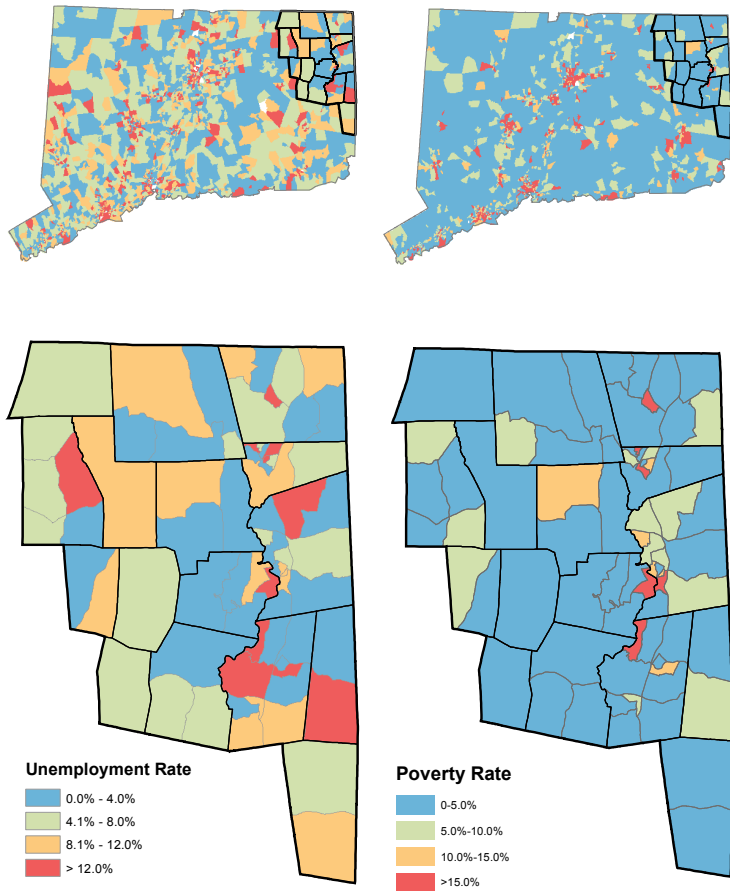 Unemployment Rate
0.0% - 4.0%
4.1% - 8.0%
8.1% - 12.0%
> 12.0%
Poverty Rate
0-5.0%
5.0%-10.0%
10.0%-15.0%
>15.0%